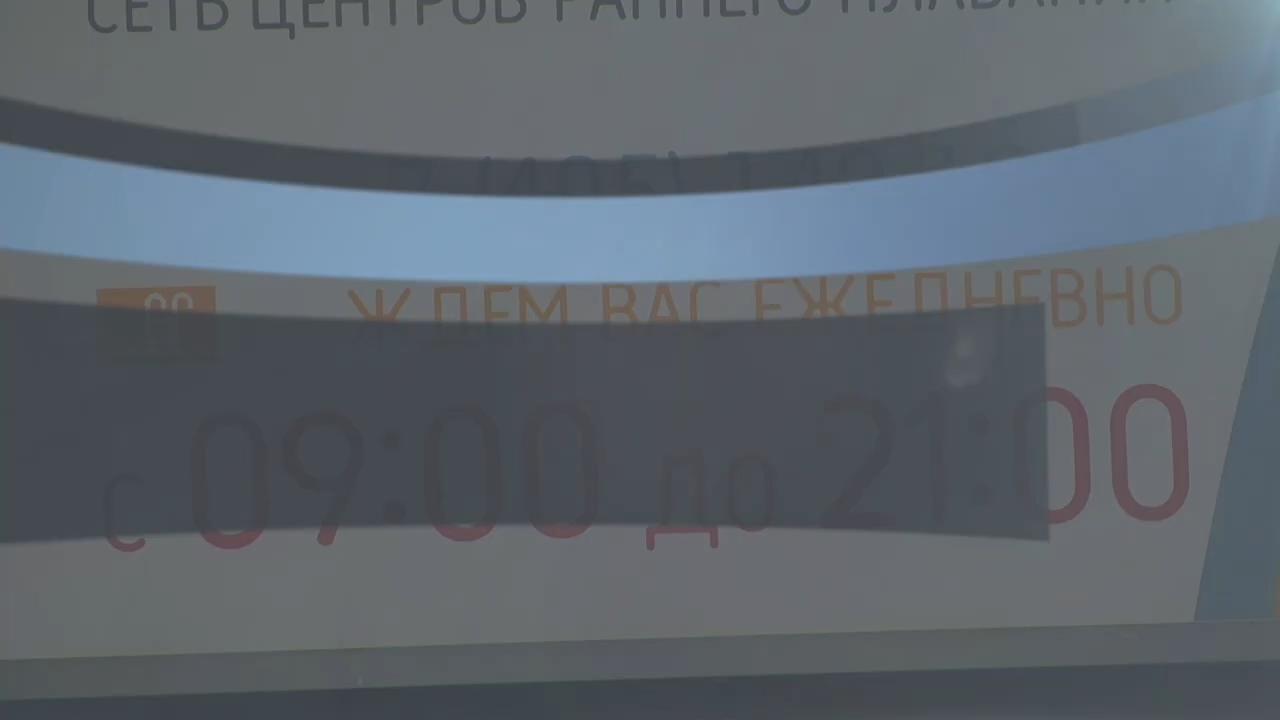 СЕТЬ ЦЕНТРОВ РАННЕГО ПЛАВАНИЯ
ЖДЕМ ВАС ЕЖЕДНЕВНО
с 09:00 до 21:00